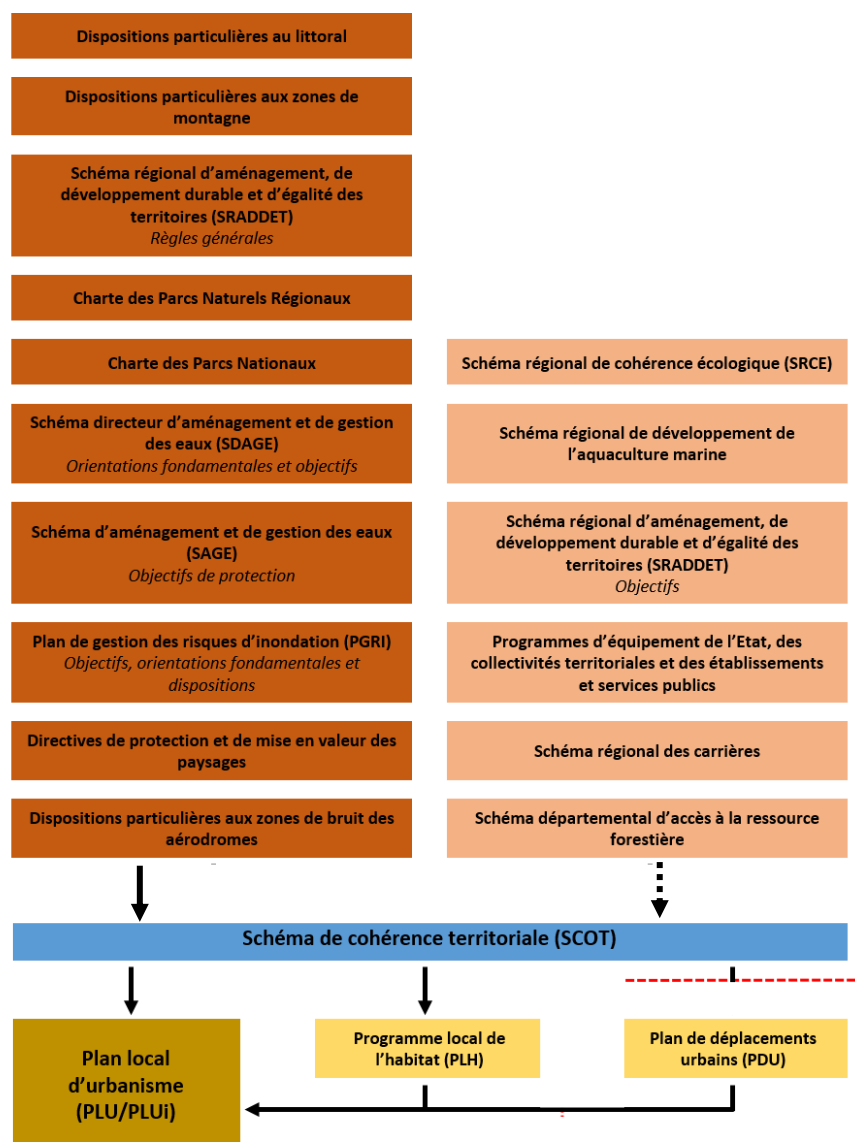 Dispositions particulières au littoral
Dispositions particulières aux zones de
montagne
Schéma régional d'aménagement, de
développement durable et d'égalité des
territoires (SRADDET)
Règles générales
Charte des Parcs Naturels Régionaux
Charte des Parcs Nationaux
Schéma directeur d'aménagement et de gestion
des eaux (SDAGE)
Orientations fondamentales et objectifs
Schéma d'aménagement et de gestion des eaux
(SAGE)
Objectifs de protection
Plan de gestion des risques d'inondation (PGRI)
Objectifs, orientations fondamentales et
dispositions
Directives de protection et de mise en valeur des
paysages
Dispositions particulières aux zones de bruit des
aérodromes
Schéma régional de cohérence écologique (SRCE)
Schéma régional de développement de
l'aquaculture marine
Schéma régional d'aménagement, de
développement durable et d'égalité des
territoires (SRADDET)
Objectifs
Programmes d'équipement de l'Etat, des
collectivités territoriales et des établissements
et services publics
Schéma régional des carrières
Schéma départemental d'accès à la ressource
forestière
Schéma de cohérence territoriale (SCOT)
Plan local
d'urbanisme
(PLU/PLUi)
Programme local de
l'habitat (PLH)
Plan de déplacements
urbains (PDU)